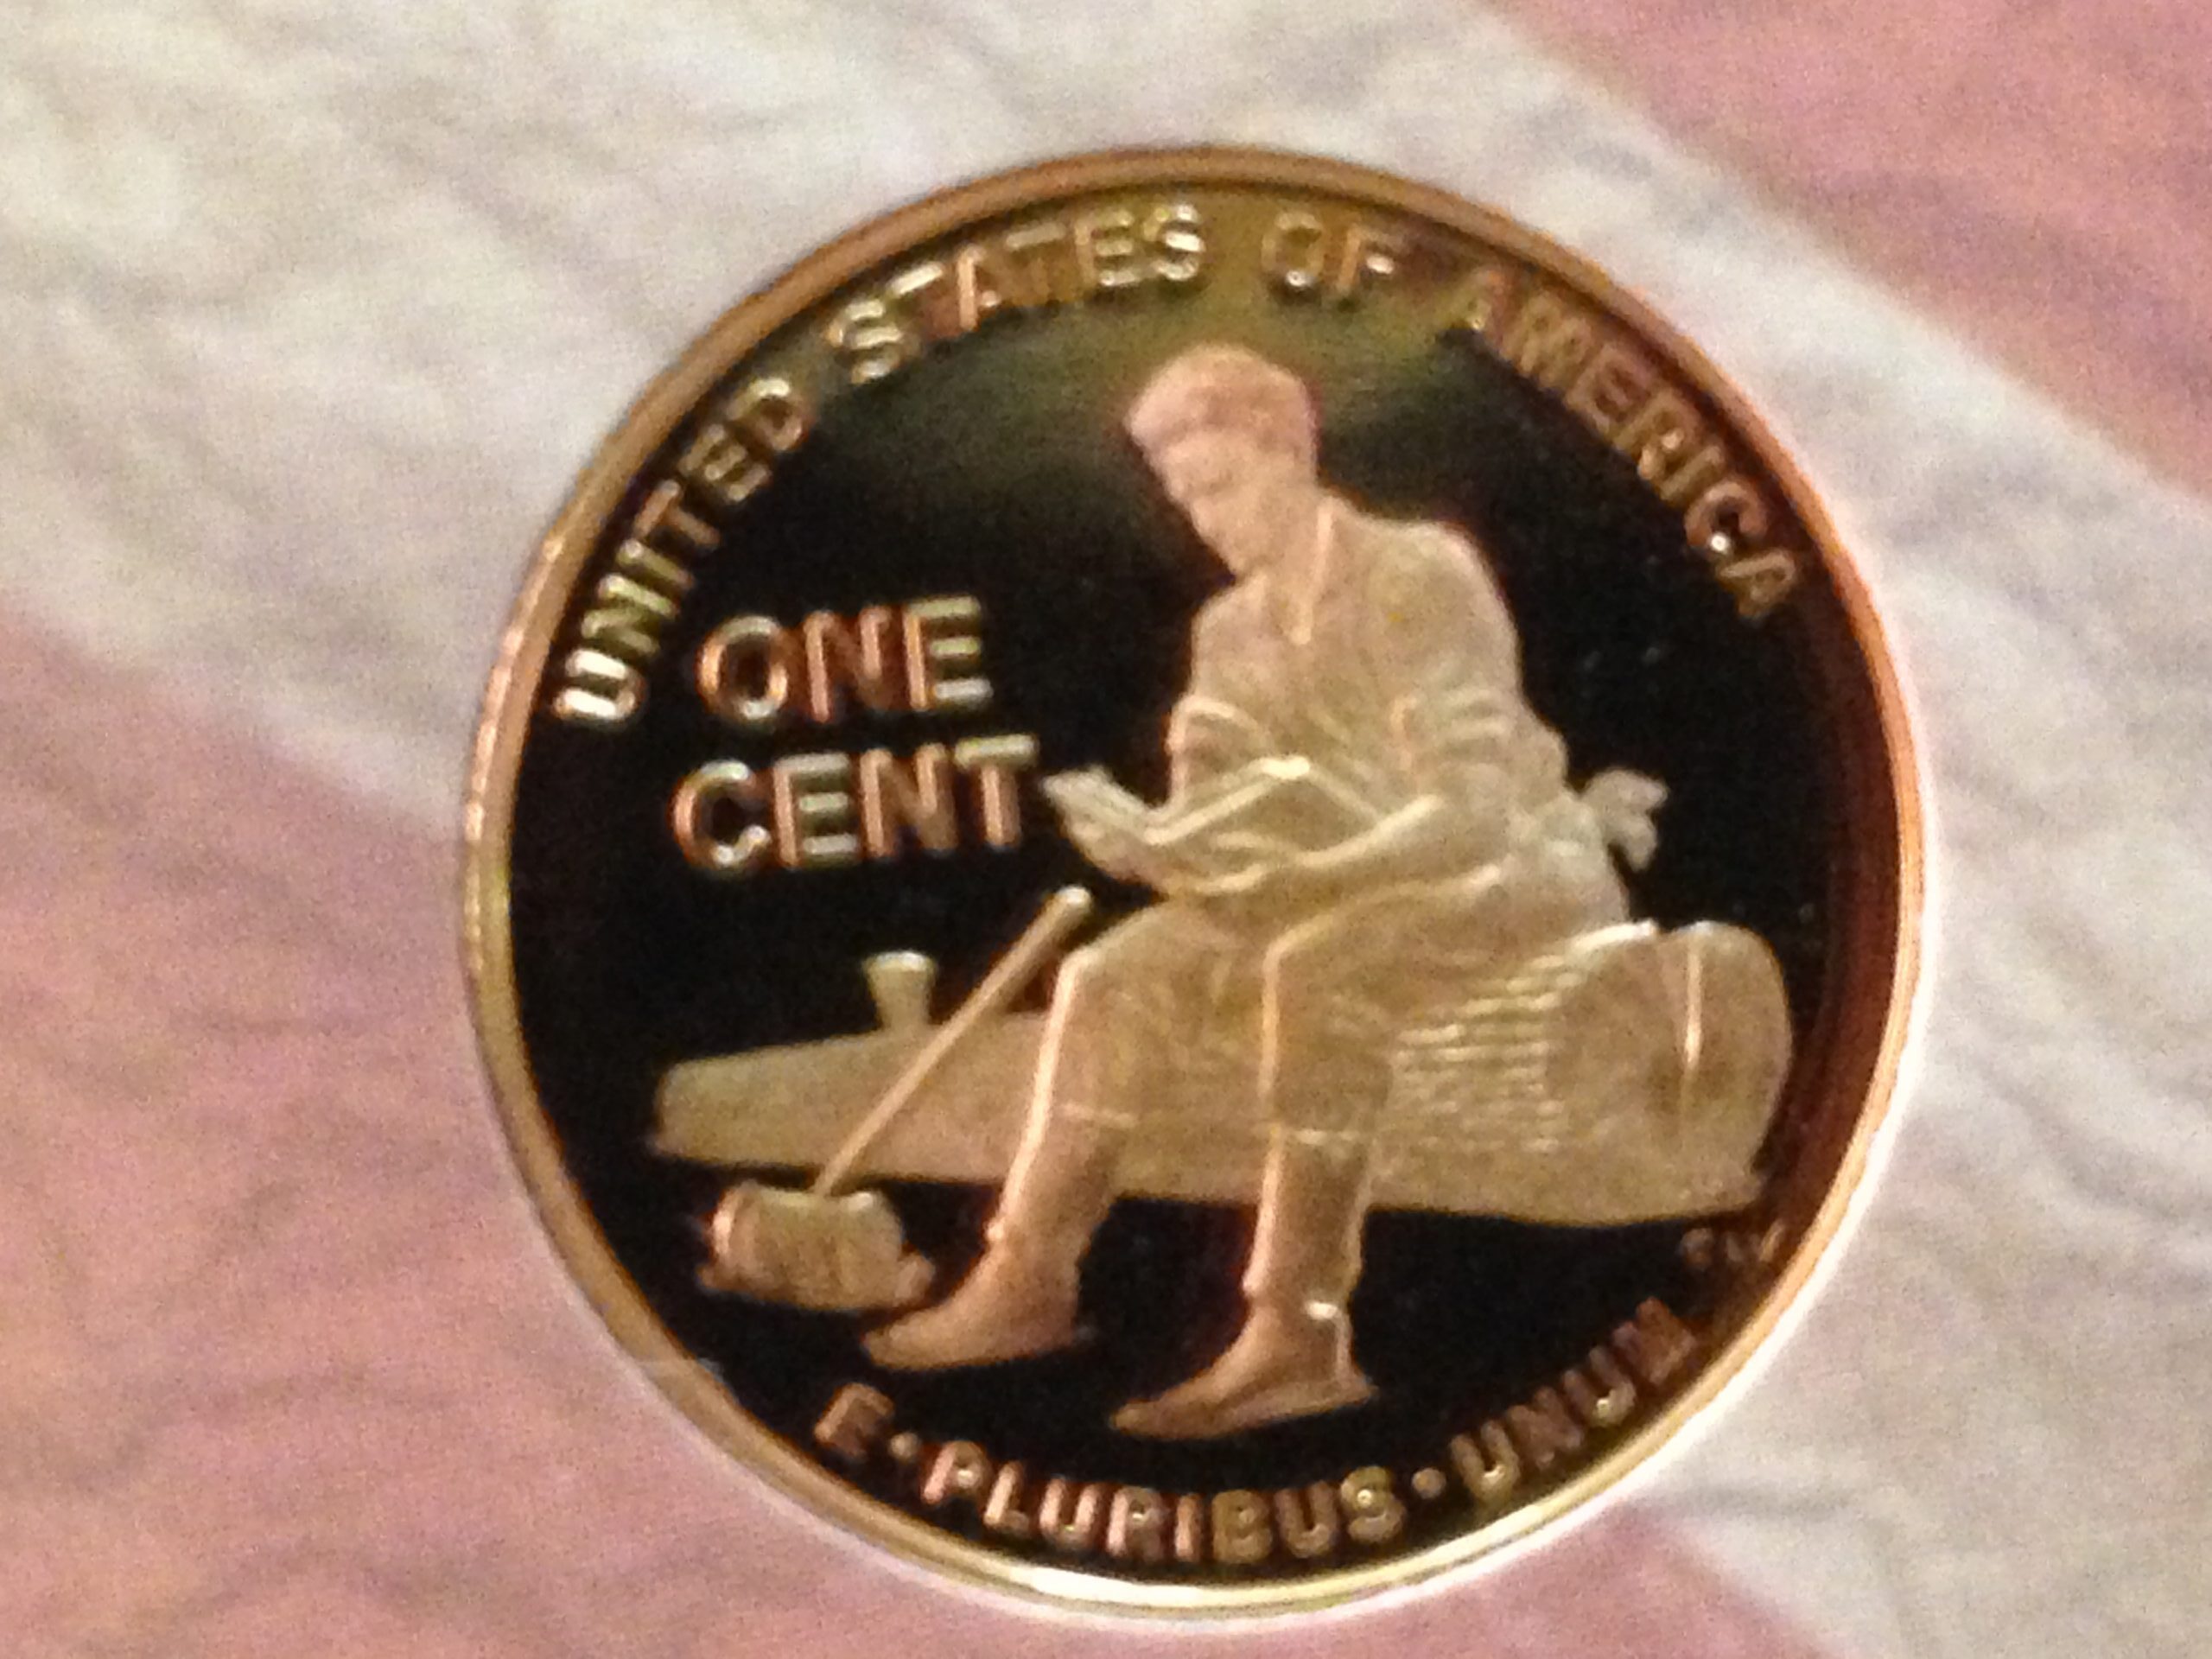 UNITED STATES OF AMERICA
ONE
CENT
E·PLURIBUS·UNUM